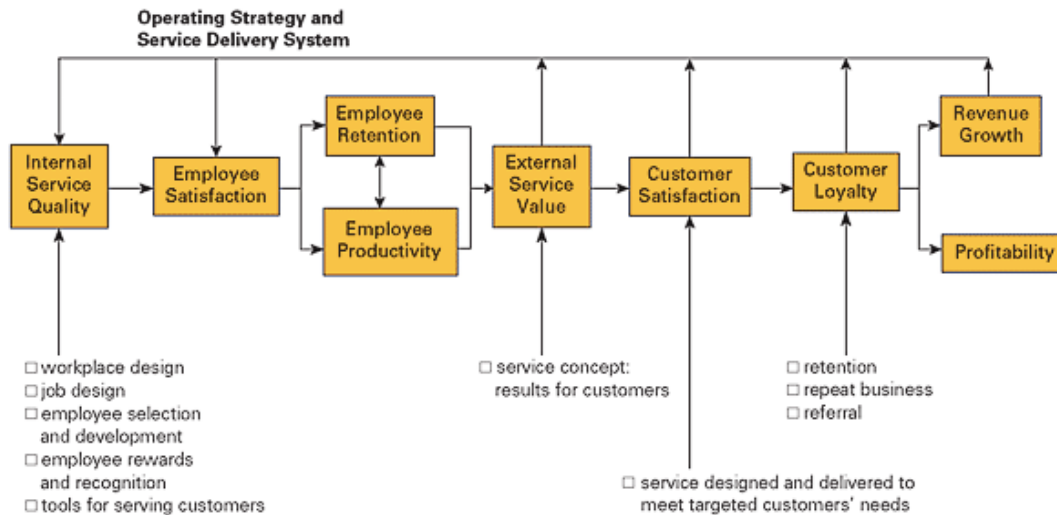 Operating Strategy and
Service Delivery System
Internal
Service
Quality
Employee
Satisfaction
Employee
Retention
Employee
Productivity
External
Service
Value
Customer
Satisfaction
Customer
Loyalty
Revenue
Growth
Profitability
□ workplace design
□ job design
□ employee selection
and development
□ employee rewards
and recognition
□ tools for serving customers
□ service concept:
results for customers
□ service designed and delivered to
meet targeted customers' needs
□ retention
□ repeat business
□ referral